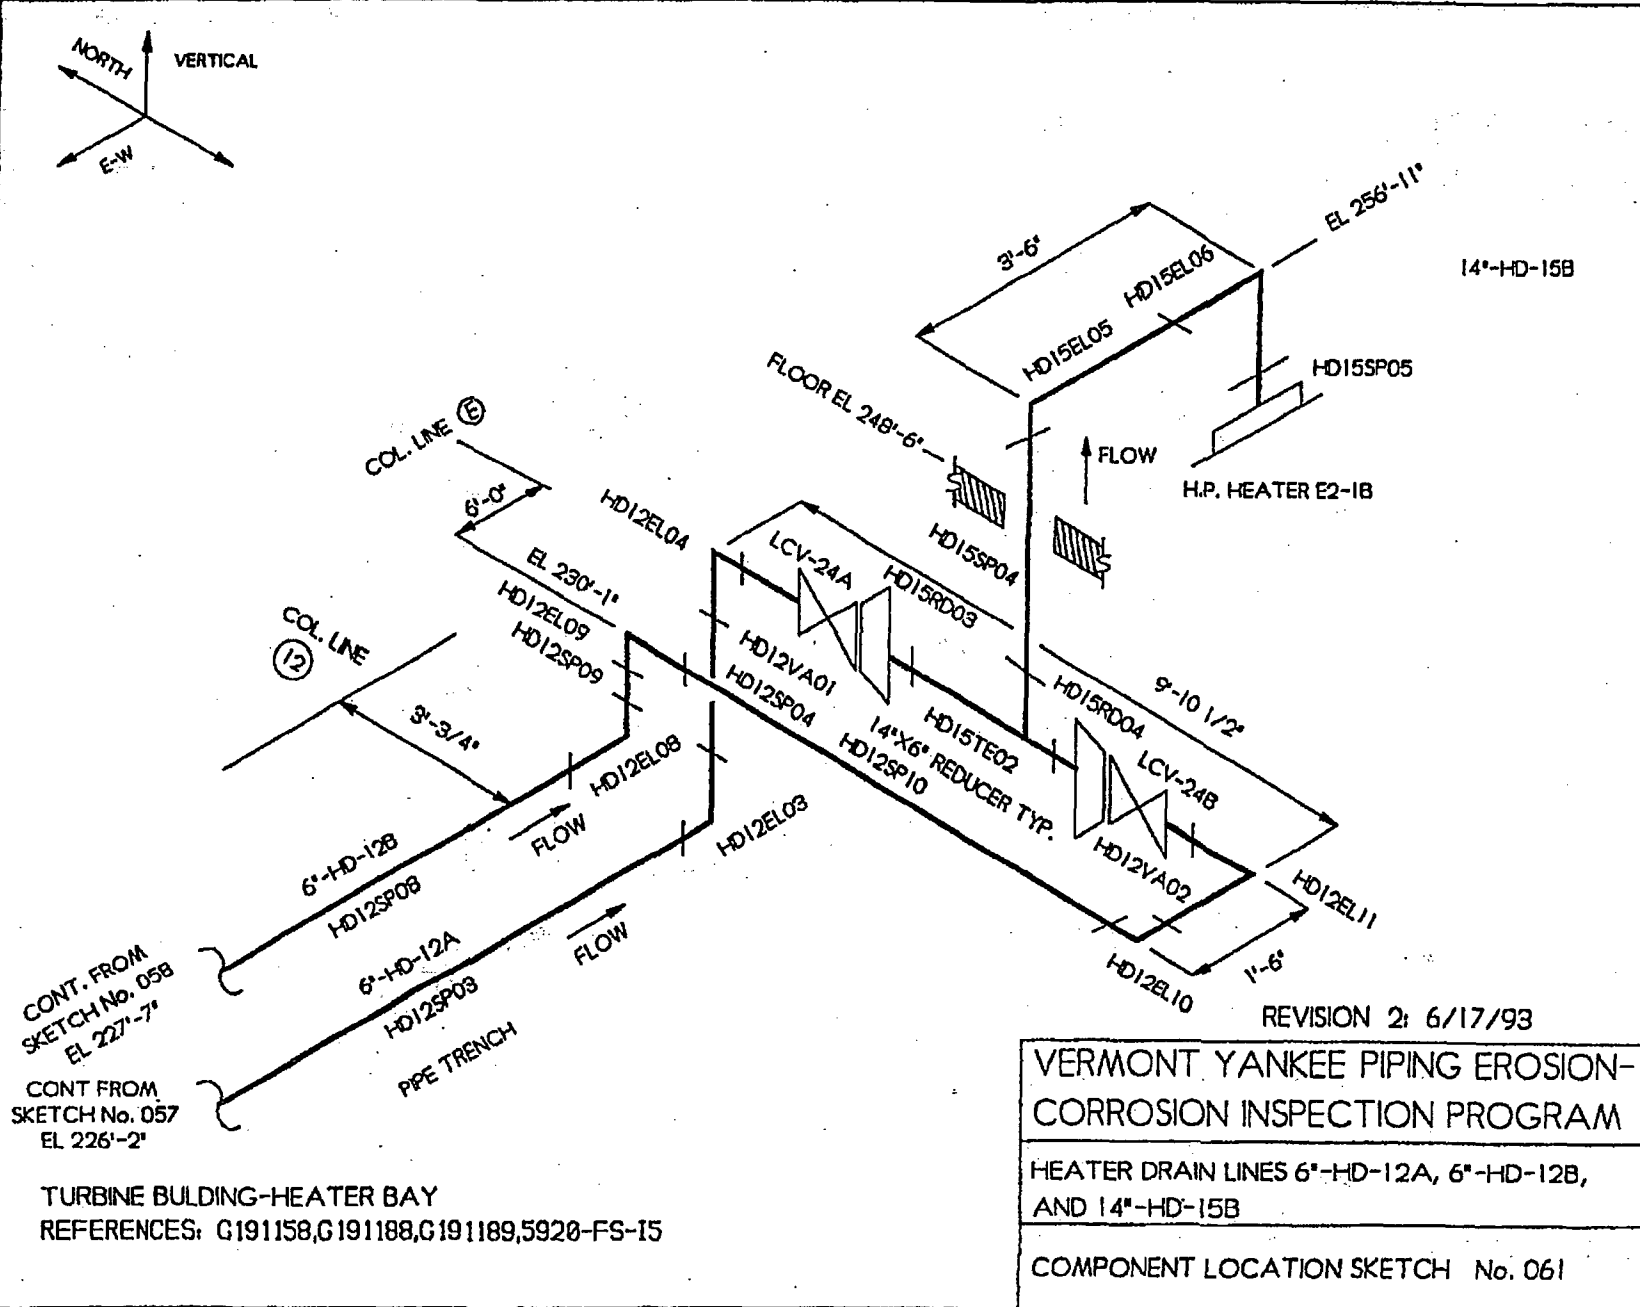 NORTH
VERTICAL
E-W
EL 256'-11"
3'-6"
HD15EL06
14"-HD-15B
HD15EL05
HD15SP05
FLOOR EL 248'-6"
COL. LINE E
FLOW
H.P. HEATER E2-1B
6'-0"
HD12EL04
HD15SP04
LCV-24A
HD15RD03
EL 230'-1"
HD12EL09
HD12SP09
COL. LINE
12
HD12VA01
HD12SP04
HD15RD04
9'-10 1/2"
3'-3/4"
14"X6" REDUCER TYP.
HD15TE02
HD12SP10
LCV-24B
HD12EL08
FLOW
HD12EL03
HD12VA02
6"-HD-12B
HD12SP08
HD12EL11
FLOW
6"-HD-12A
HD12SP03
HD12EL10
1'-6"
CONT. FROM
SKETCH No. 058
EL 227'-7"
PIPE TRENCH
CONT FROM
SKETCH No. 057
EL 226'-2"
REVISION 2: 6/17/93
VERMONT YANKEE PIPING EROSION-
CORROSION INSPECTION PROGRAM
HEATER DRAIN LINES 6"-HD-12A, 6"-HD-12B,
AND 14"-HD-15B
COMPONENT LOCATION SKETCH No. 061
TURBINE BULDING-HEATER BAY
REFERENCES: G191158,G191188,G191189,5920-FS-I5